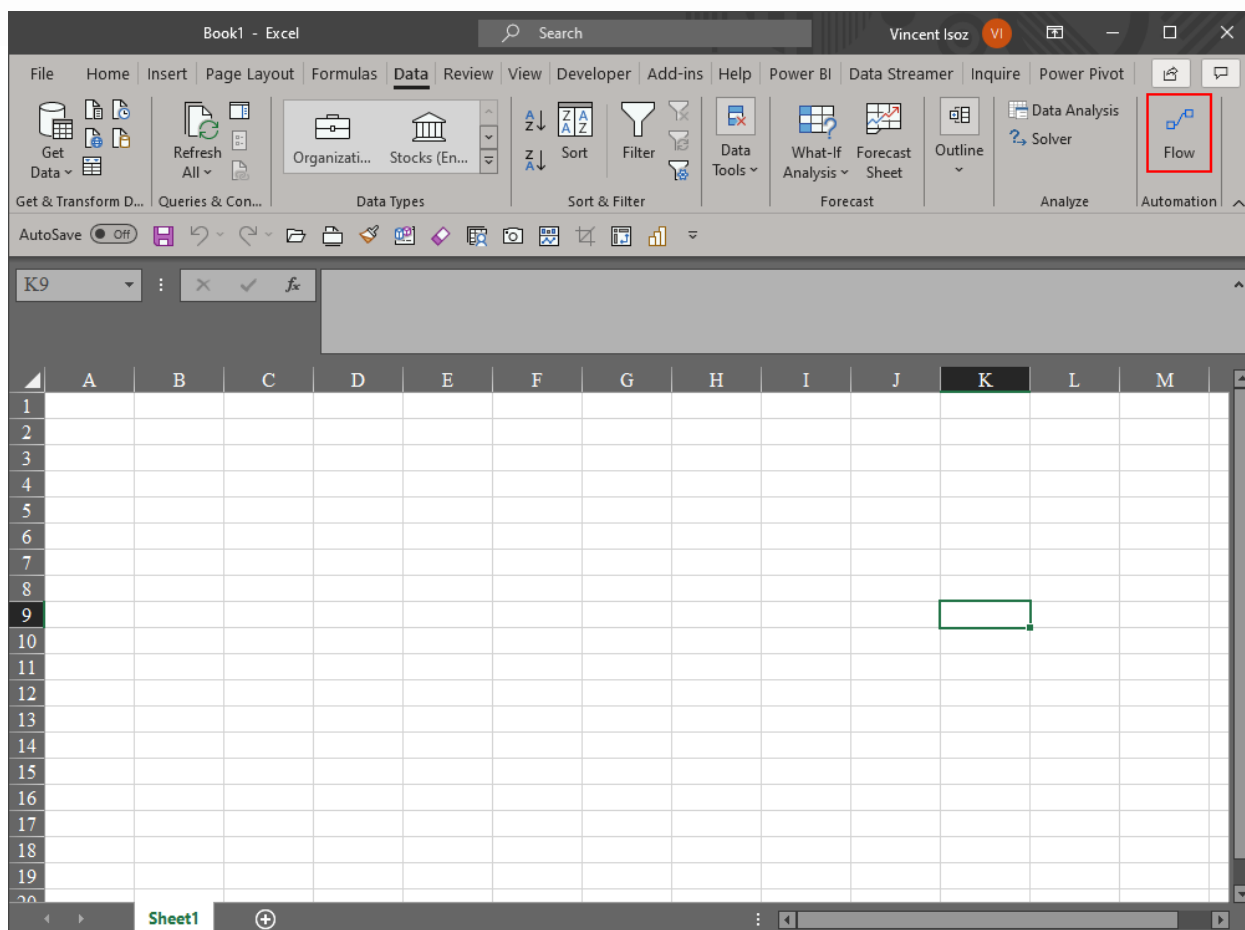 Book1 - Excel
Search
Vincent Isoz
VI
File Home Insert Page Layout Formulas Data Review View Developer Add-ins Help Power BI Data Streamer Inquire Power Pivot
Get Data
Refresh All
Organizati...
Stocks (En...
Sort
Filter
Data Tools
What-If Analysis
Forecast Sheet
Outline
Data Analysis
Solver
Flow
Get & Transform D... Queries & Con... Data Types Sort & Filter Forecast Analyze Automation
AutoSave Off
K9 fx
A B C D E F G H I J K L M
1
2
3
4
5
6
7
8
9
10
11
12
13
14
15
16
17
18
19
20
Sheet1